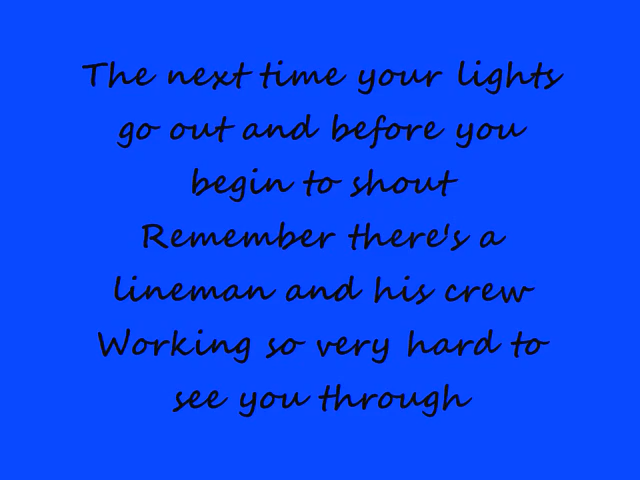 The next time your lights
go out and before you
begin to shout
Remember there's a
lineman and his crew
Working so very hard to
see you through